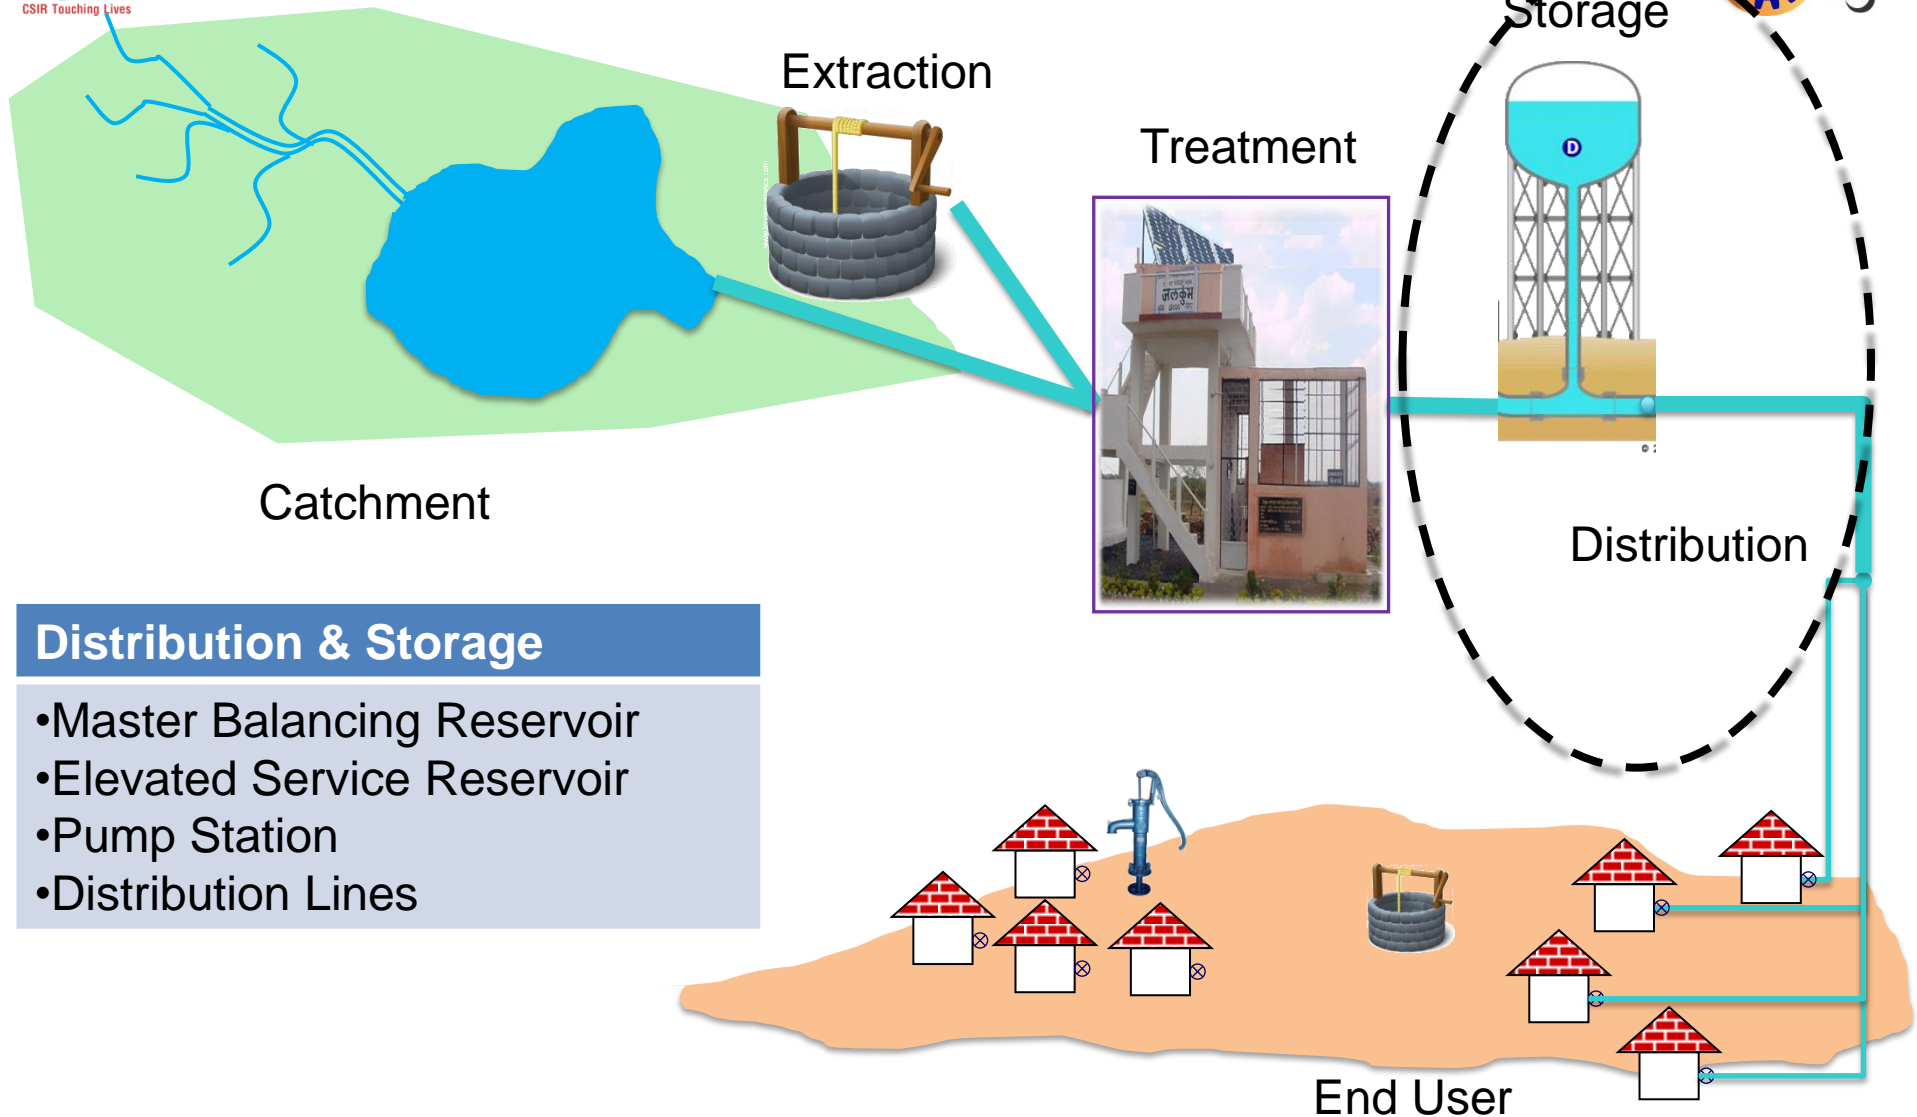 CSIR Touching Lives
Storage
Extraction
Treatment
D
जलकुंभ
Catchment
Distribution
Distribution & Storage
•Master Balancing Reservoir
•Elevated Service Reservoir
•Pump Station
•Distribution Lines
End User